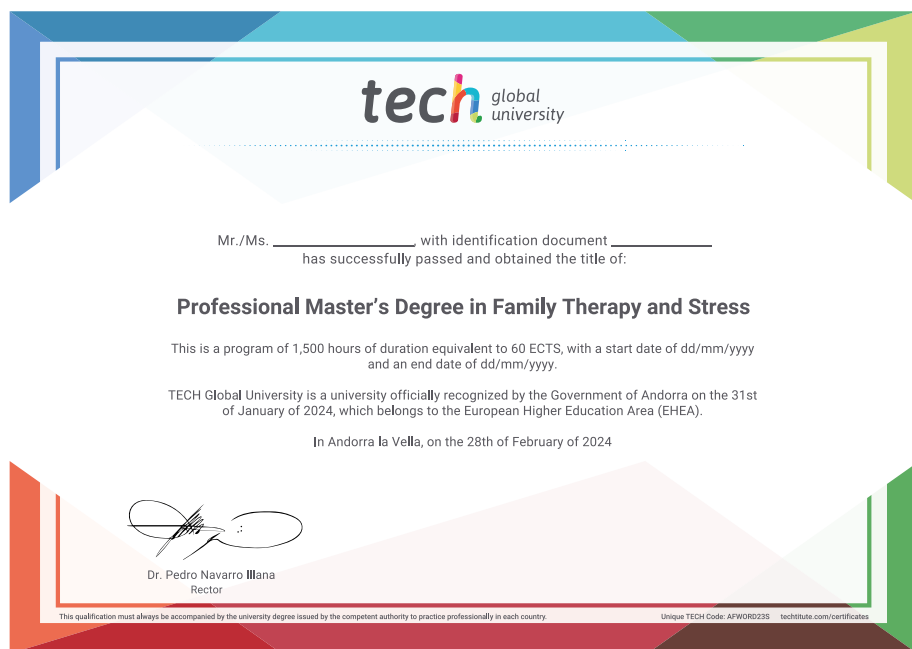 tech global
university
Mr./Ms. ____________________, with identification document ______________
has successfully passed and obtained the title of:
Professional Master’s Degree in Family Therapy and Stress
This is a program of 1,500 hours of duration equivalent to 60 ECTS, with a start date of dd/mm/yyyy
and an end date of dd/mm/yyyy.
TECH Global University is a university officially recognized by the Government of Andorra on the 31st
of January of 2024, which belongs to the European Higher Education Area (EHEA).
In Andorra la Vella, on the 28th of February of 2024
Dr. Pedro Navarro Illana
Rector
This qualification must always be accompanied by the university degree issued by the competent authority to practice professionally in each country.
Unique TECH Code: AFWORD23S techtitute.com/certificates